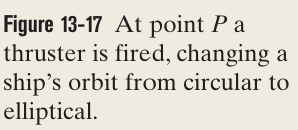 Figure 13-17 At point P a
thruster is fired, changing a
ship's orbit from circular to
elliptical.